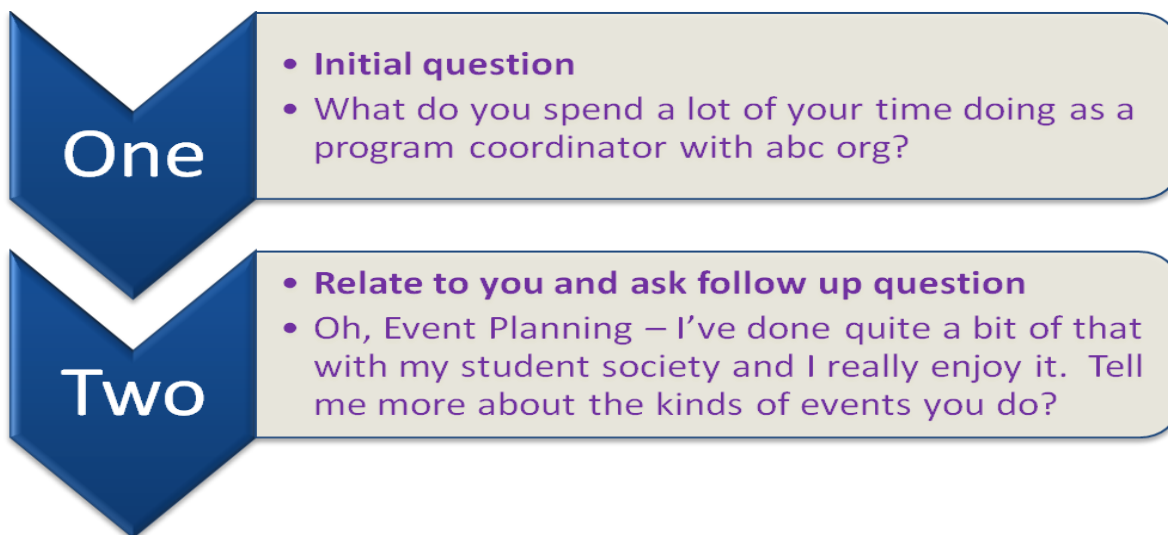 One
• Initial question
• What do you spend a lot of your time doing as a
program coordinator with abc org?
Two
• Relate to you and ask follow up question
• Oh, Event Planning – I’ve done quite a bit of that
with my student society and I really enjoy it.  Tell
me more about the kinds of events you do?